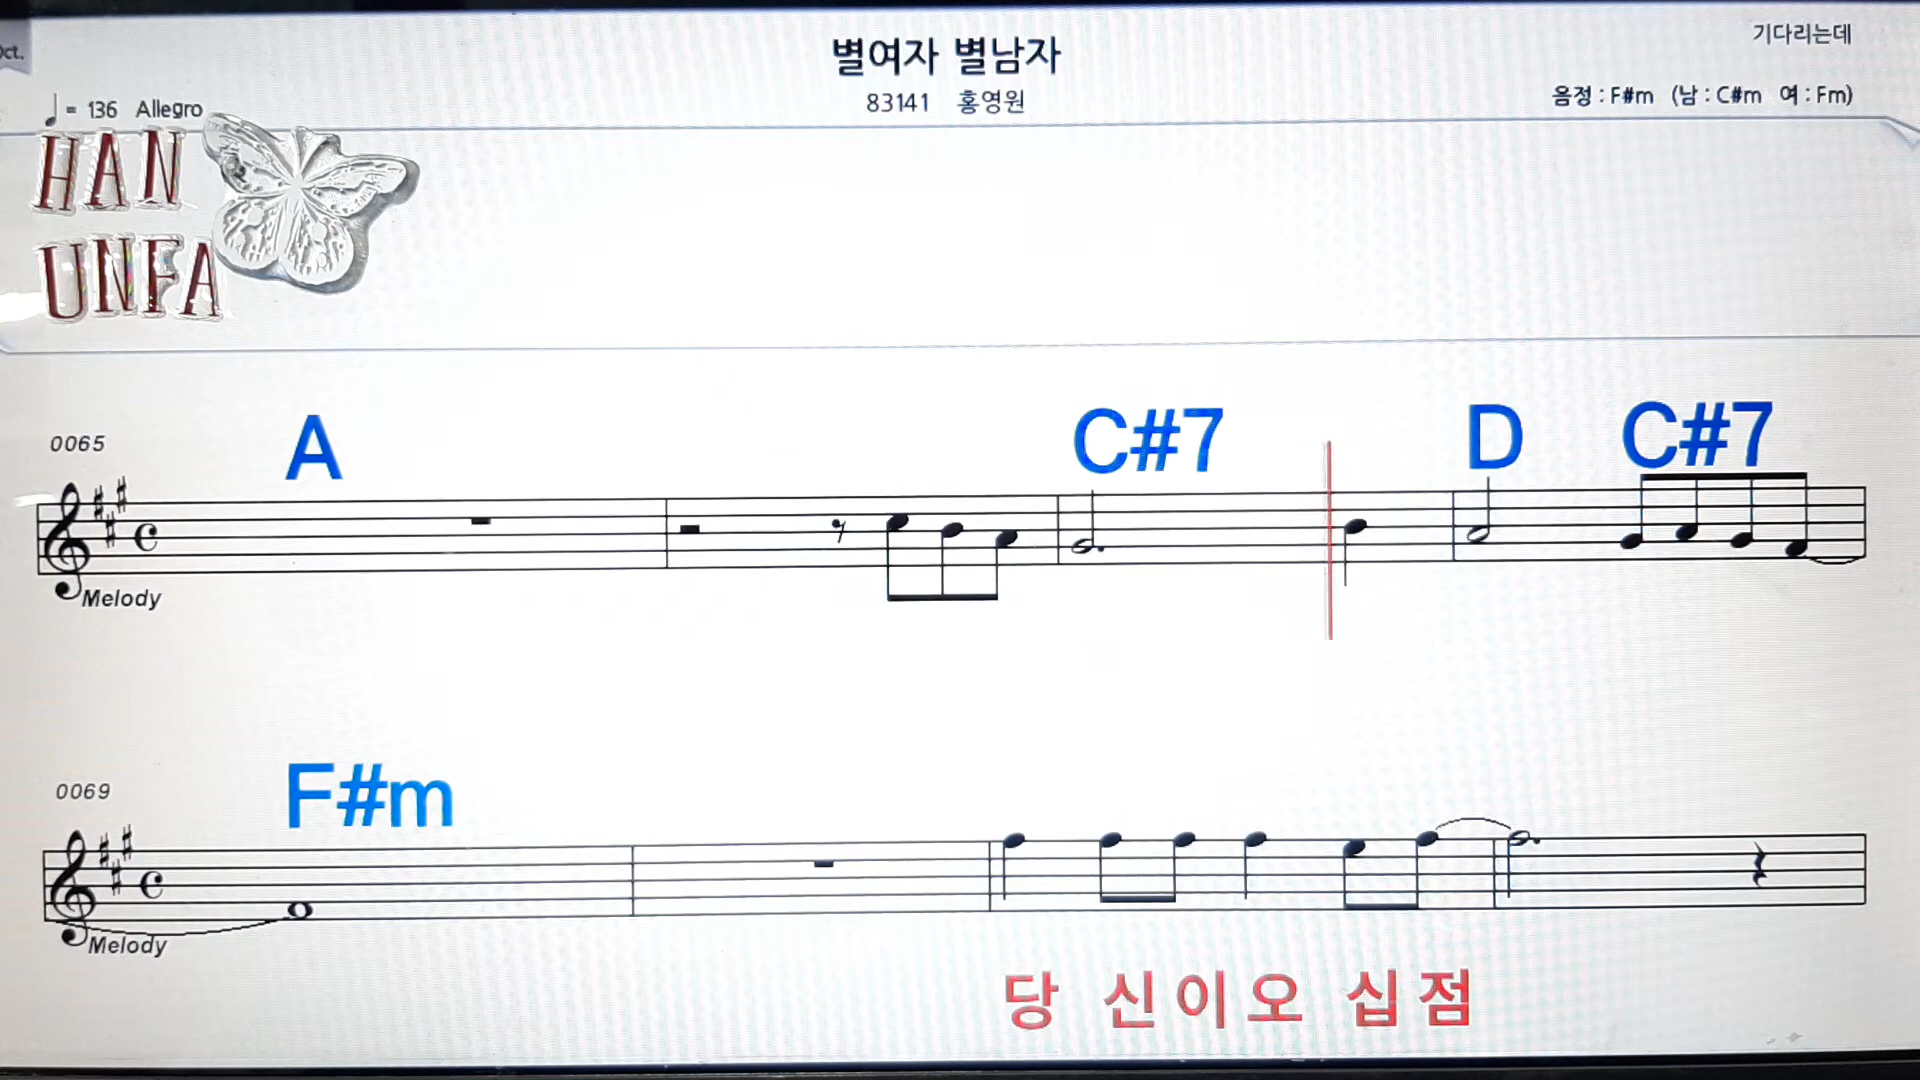 Oct.
별여자 별남자
기다리는데
♩ = 136 Allegro
83141 홍영원
음정 : F#m (남 : C#m 여 : Fm)
HAN
UNFA
0065
A C#7 D C#7
Melody
0069
F#m
Melody
당 신이오 십점